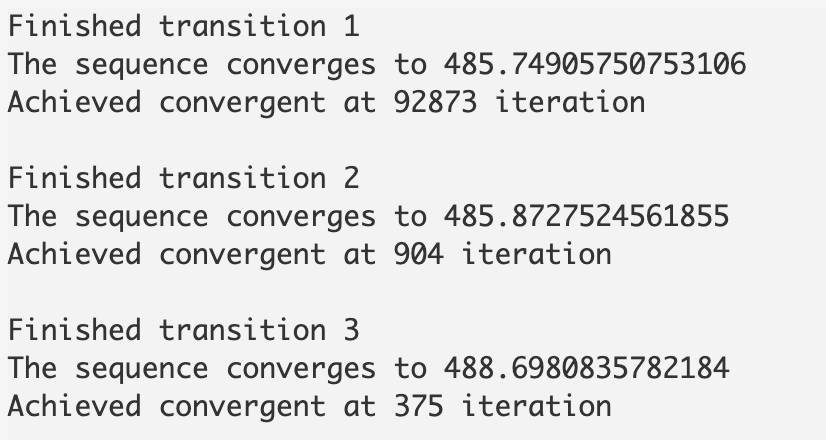 Finished transition 1
The sequence converges to 485.74905750753106
Achieved convergent at 92873 iteration
Finished transition 2
The sequence converges to 485.8727524561855
Achieved convergent at 904 iteration
Finished transition 3
The sequence converges to 488.6980835782184
Achieved convergent at 375 iteration